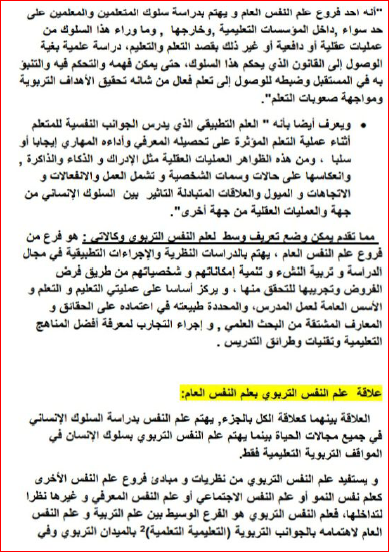 "أنه احد فروع علم النفس العام و يهتم بدراسة سلوك المتعلمين والمعلمين على
حد سواء ,داخل المؤسسات التعليمية ,وخارجها , وما وراء هذا السلوك من
عمليات عقلية أو دافعية أو غير ذلك بقصد التعلم والتعليم، دراسة علمية بغية
الوصول إلى القانون الذي يحكم هذا السلوك، حتى يمكن فهمه والتحكم فيه والتنبؤ
به في المستقبل وضبطه للوصول إلى تعلم فعال من شانه تحقيق الأهداف التربوية
ومواجهة صعوبات التعلم".
• ويعرف أيضا بأنه " العلم التطبيقي الذي يدرس الجوانب النفسية للمتعلم
أثناء عملية التعلم المؤثرة على تحصيله المعرفي وأداءه المهاري إيجابا أو
سلبا ، ومن هذه الظواهر العمليات العقلية مثل الإدراك و الذكاء والذاكرة ,
وانعكاسها على حالات وسمات الشخصية و تشمل العمل والانفعالات و
الاتجاهات و الميول والعلاقات المتبادلة التاثير بين السلوك الإنساني من
جهة والعمليات العقلية من جهة أخرى".
مما تقدم يمكن وضع تعريف وسط لعلم النفس التربوي وكالاتي : هو فرع من
فروع علم النفس العام ، يهتم بالدراسات النظرية والإجراءات التطبيقية في مجال
الدراسة و تربية النشء و تنمية إمكاناتهم و شخصياتهم من طريق فرض
الفروض وتجريبها للتحقق منها ، و يركز أساسا على عمليتي التعليم و التعلم و
الأسس العامة لعمل المدرس، والمحددة طبيعته في اعتماده على الحقائق و
المعارف المشتقة من البحث العلمي , و إجراء التجارب لمعرفة أفضل المناهج
التعليمية وتقنيات وطرائق التدريس .
علاقة علم النفس التربوي بعلم النفس العام:
العلاقة بينهما كعلاقة الكل بالجزء, يهتم علم النفس بدراسة السلوك الإنساني
في جميع مجالات الحياة بينما يهتم علم النفس التربوي بسلوك الإنسان في
المواقف التربوية التعليمية فقط.
و يستفيد علم النفس التربوي من نظريات و مبادئ فروع علم النفس الأخرى
كعلم نفس النمو أو علم النفس الاجتماعي أو علم النفس المعرفي و غيرها نظرا
لتداخلها، فعلم النفس التربوي هو الفرع الوسيط بين علم التربية و علم النفس
العام لاهتمامه بالجوانب التربوية (التعليمية التعلمية)² بالميدان التربوي وفي